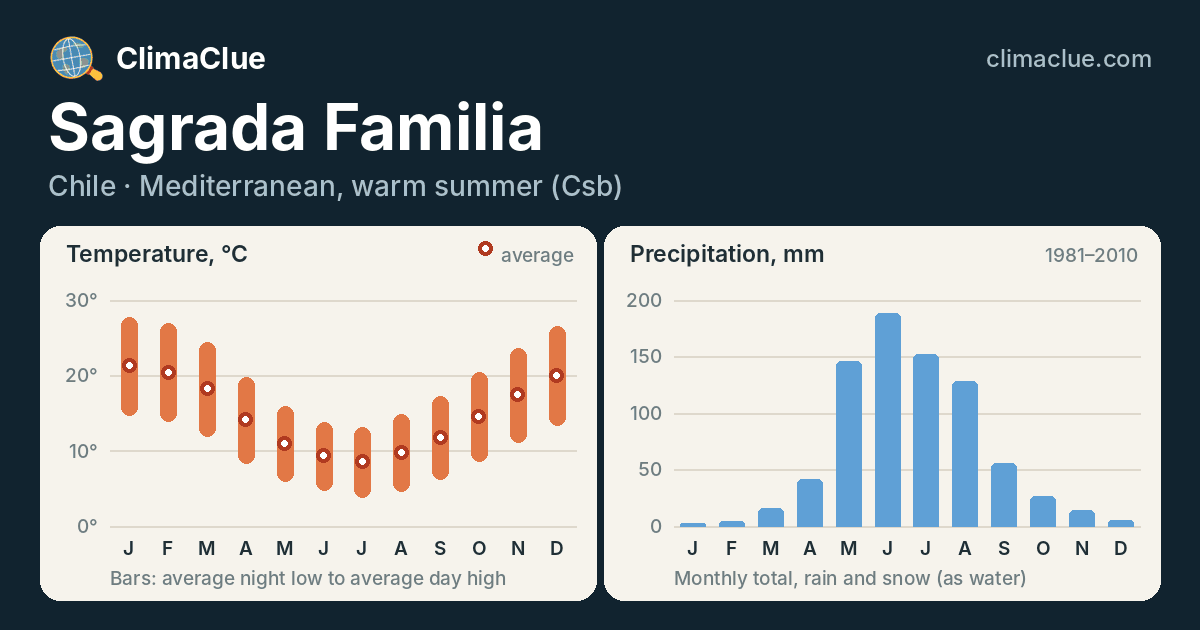 ClimaClue
climaclue.com
Sagrada Familia
Chile · Mediterranean, warm summer (Csb)
Temperature, °C
average
30°
20°
10°
0°
J F M A M J J A S O N D
Bars: average night low to average day high
Precipitation, mm
1981–2010
200
150
100
50
0
J F M A M J J A S O N D
Monthly total, rain and snow (as water)